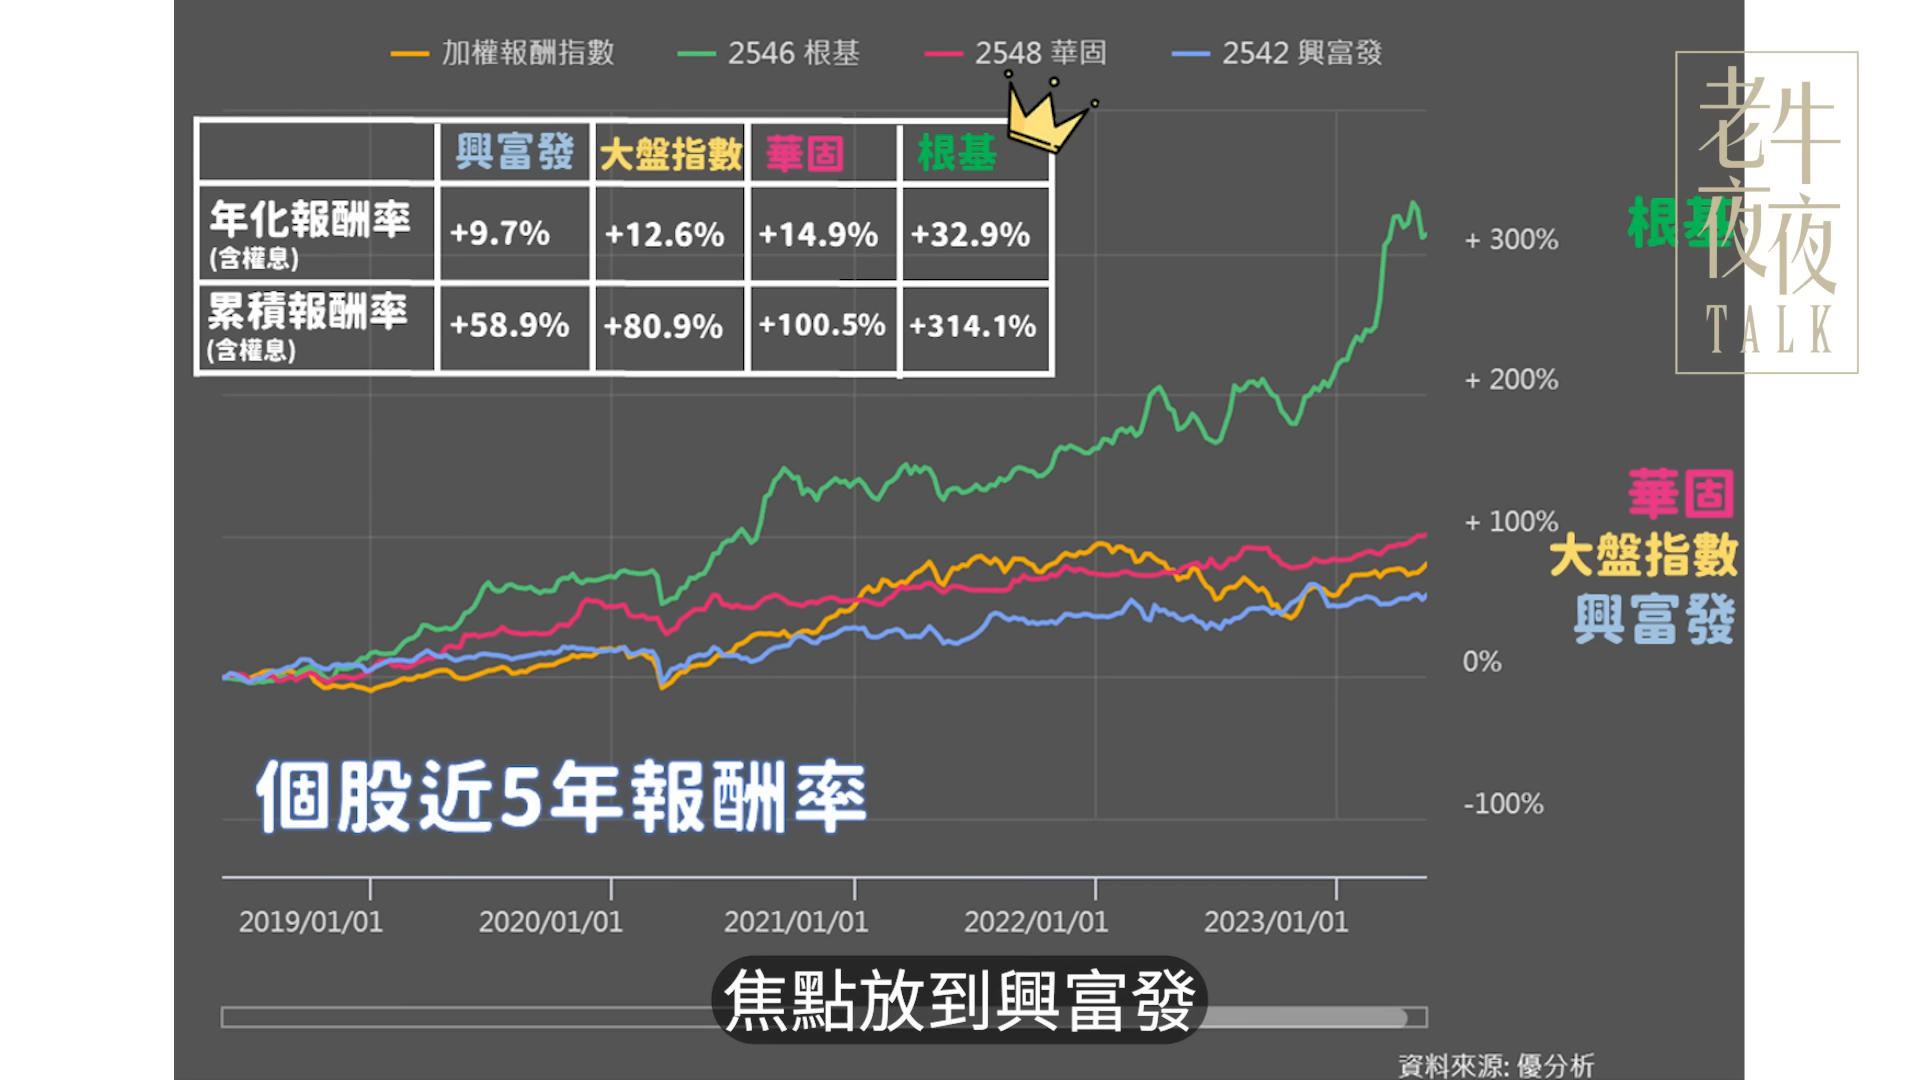 加權報酬指數 2546 根基 2548 華固 2542 興富發
興富發 大盤指數 華固 根基
年化報酬率 +9.7% +12.6% +14.9% +32.9%
(含權息)
累積報酬率 +58.9% +80.9% +100.5% +314.1%
(含權息)
老牛
夜夜
TALK
根基
+ 300%
+ 200%
華固
+ 100%
大盤指數
興富發
0%
-100%
個股近5年報酬率
2019/01/01 2020/01/01 2021/01/01 2022/01/01 2023/01/01
焦點放到興富發
資料來源: 優分析